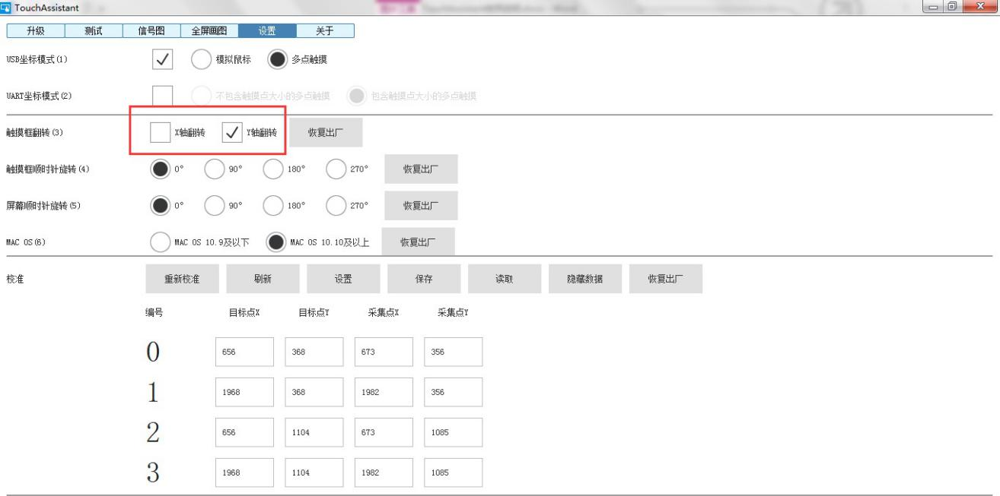 TouchAssistant
升级 测试 信号图 全屏画图 设置 关于
USB坐标模式(1) 模拟鼠标 多点触摸
UART坐标模式(2) 不包含触摸点大小的多点触摸 包含触摸点大小的多点触摸
触摸框翻转(3) X轴翻转 Y轴翻转 恢复出厂
触摸框顺时针旋转(4) 0° 90° 180° 270° 恢复出厂
屏幕顺时针旋转(5) 0° 90° 180° 270° 恢复出厂
MAC OS(6) MAC OS 10.9及以下 MAC OS 10.10及以上 恢复出厂
校准 重新校准 刷新 设置 保存 读取 隐藏数据 恢复出厂
编号 目标点X 目标点Y 采集点X 采集点Y
0 656 368 673 356
1 1968 368 1982 356
2 656 1104 673 1085
3 1968 1104 1982 1085